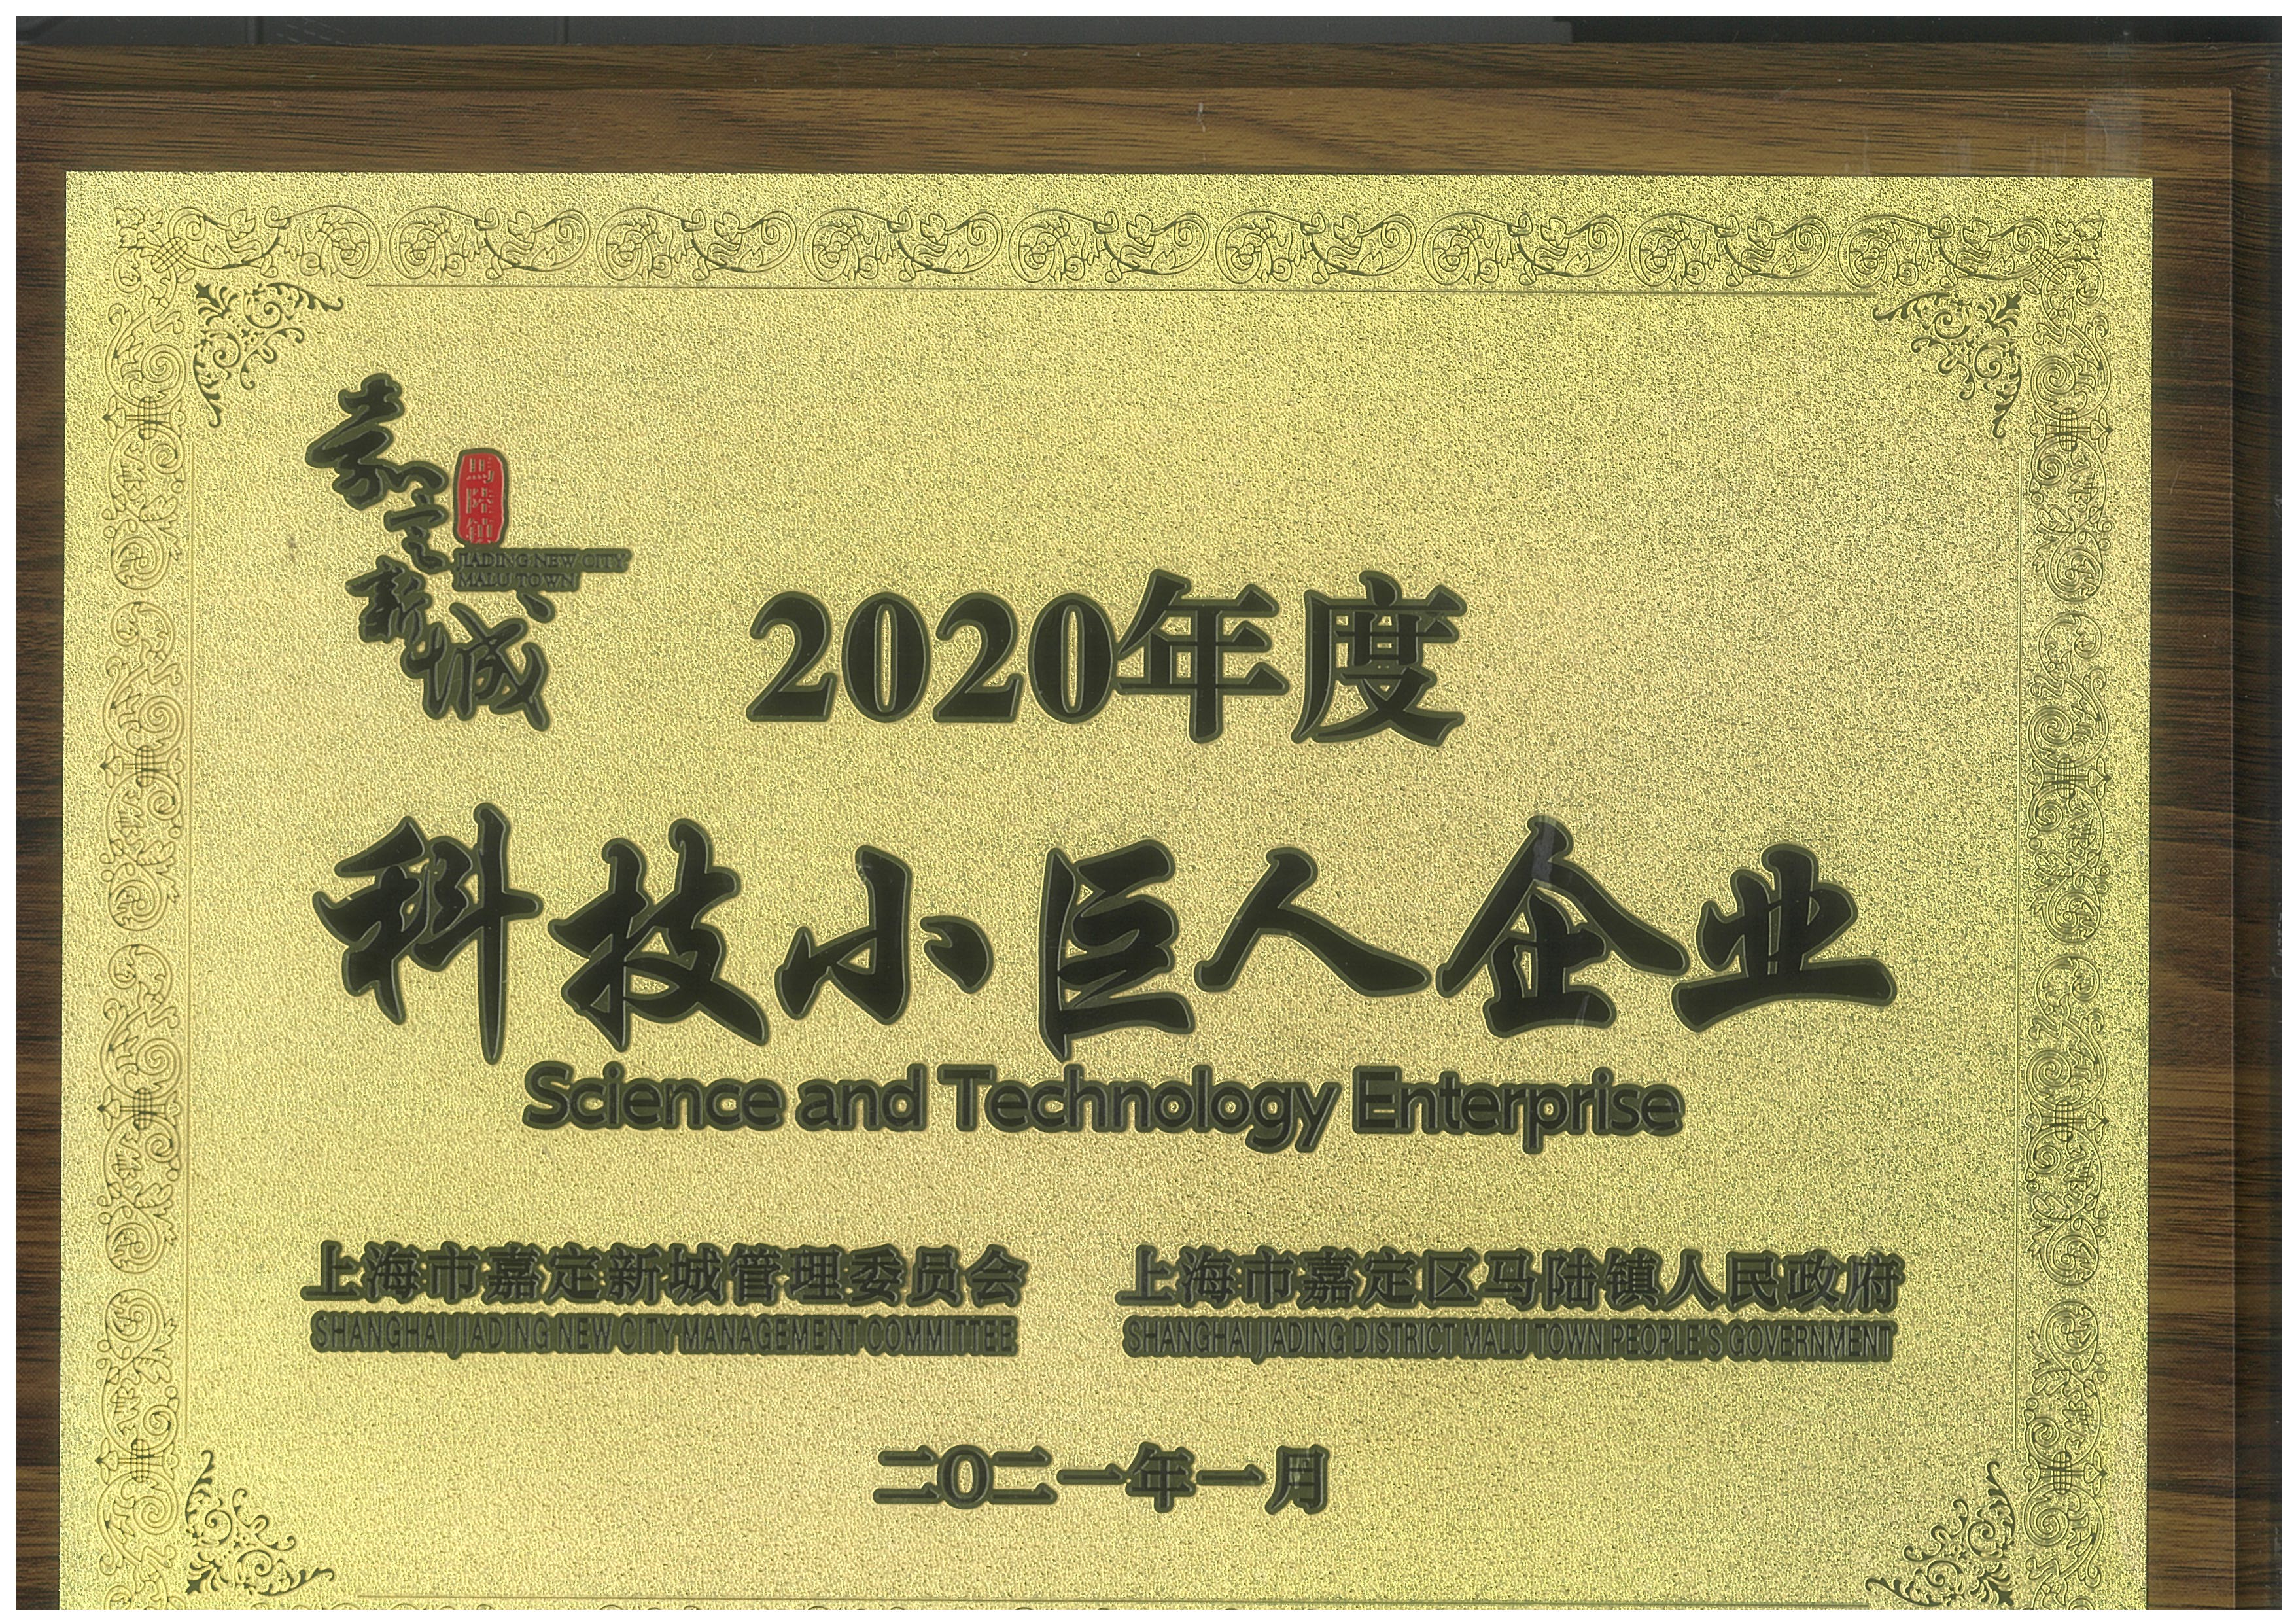 嘉定新城
馬陸镇
JIADING NEW CITY
MALU TOWN
2020年度
科技小巨人企业
Science and Technology Enterprise
上海市嘉定新城管理委员会
SHANGHAI JIADING NEW CITY MANAGEMENT COMMITTEE
上海市嘉定区马陆镇人民政府
SHANGHAI JIADING DISTRICT MALU TOWN PEOPLE'S GOVERNMENT
二〇二一年一月